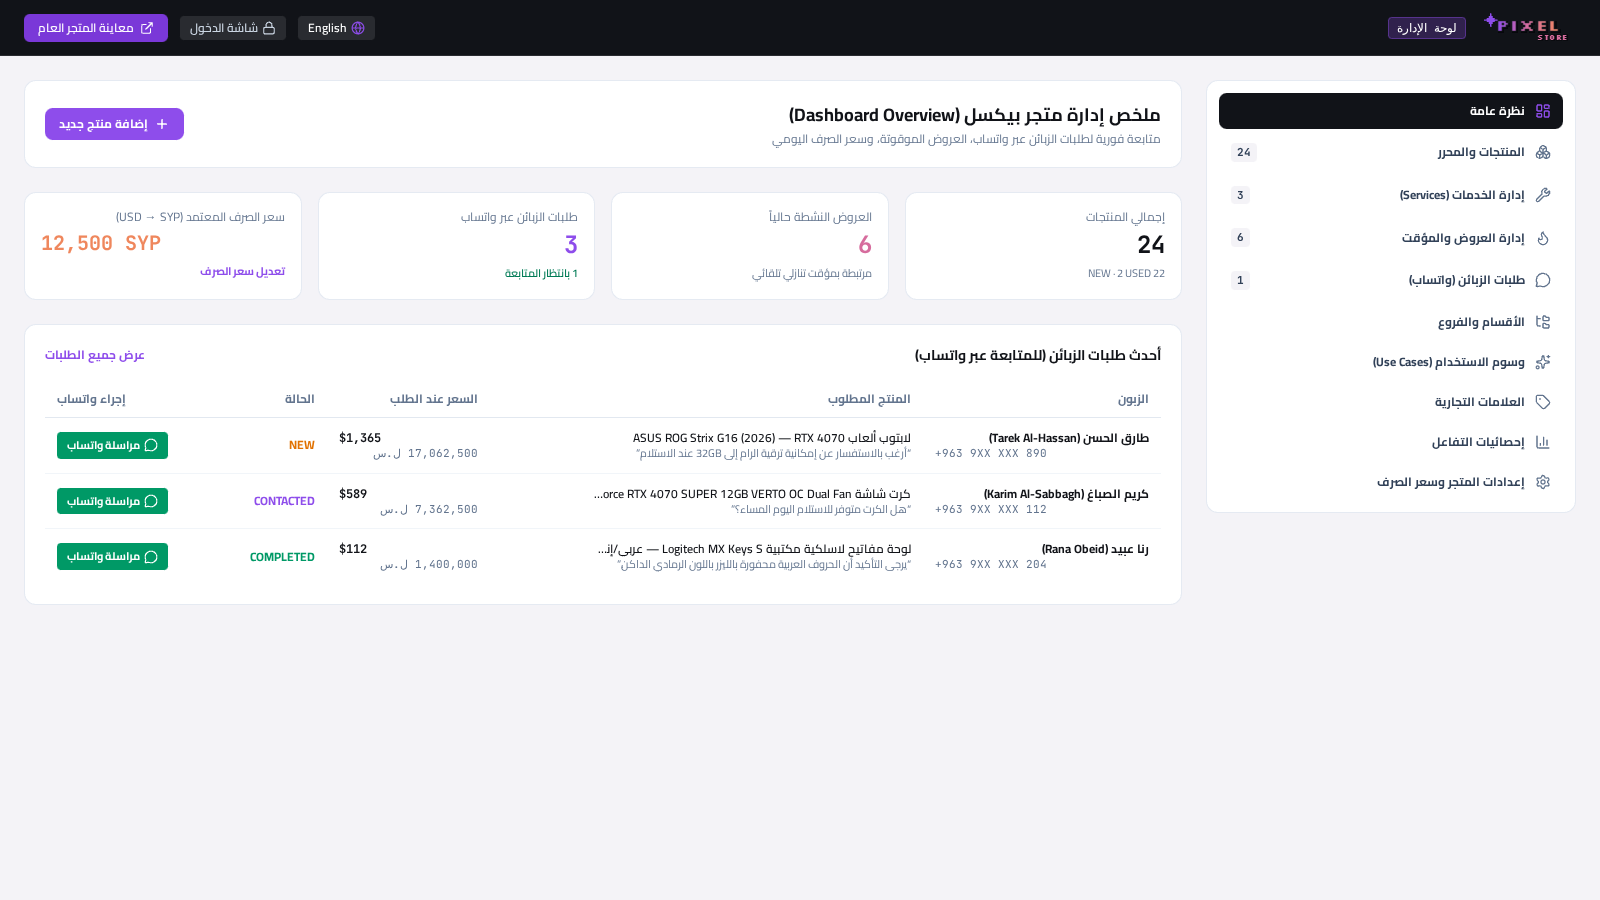 PIXEL
STORE
لوحة الإدارة
English
شاشة الدخول
معاينة المتجر العام
نظرة عامة
المنتجات والمحرر 24
إدارة الخدمات (Services) 3
إدارة العروض والمؤقت 6
طلبات الزبائن (واتساب) 1
الأقسام والفروع
وسوم الاستخدام (Use Cases)
العلامات التجارية
إحصائيات التفاعل
إعدادات المتجر وسعر الصرف
ملخص إدارة متجر بيكسل (Dashboard Overview)
متابعة فورية لطلبات الزبائن عبر واتساب، العروض الموقوتة، وسعر الصرف اليومي
إضافة منتج جديد
إجمالي المنتجات
24
22 NEW · 2 USED
العروض النشطة حالياً
6
مرتبطة بمؤقت تنازلي تلقائي
طلبات الزبائن عبر واتساب
3
1 بانتظار المتابعة
سعر الصرف المعتمد (USD → SYP)
12,500 SYP
تعديل سعر الصرف
أحدث طلبات الزبائن (للمتابعة عبر واتساب)
عرض جميع الطلبات
الزبون المنتج المطلوب السعر عند الطلب الحالة إجراء واتساب
طارق الحسن (Tarek Al-Hassan)
+963 9XX XXX 890
لابتوب ألعاب ASUS ROG Strix G16 (2026) — RTX 4070
"أرغب بالاستفسار عن إمكانية ترقية الرام إلى 32GB عند الاستلام"
$1,365
17,062,500 ل.س
NEW
مراسلة واتساب
كريم الصباغ (Karim Al-Sabbagh)
+963 9XX XXX 112
كرت شاشة orce RTX 4070 SUPER 12GB VERTO OC Dual Fan...
"هل الكرت متوفر للاستلام اليوم المساء؟"
$589
7,362,500 ل.س
CONTACTED
مراسلة واتساب
رنا عبيد (Rana Obeid)
+963 9XX XXX 204
لوحة مفاتيح لاسلكية مكتبية Logitech MX Keys S — عربي/إنـ...
"يرجى التأكيد أن الحروف العربية محفورة بالليزر باللون الرمادي الداكن"
$112
1,400,000 ل.س
COMPLETED
مراسلة واتساب